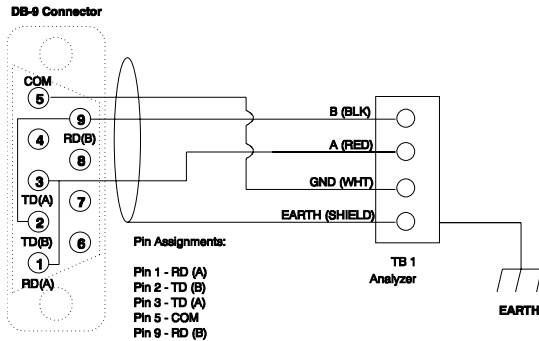 DB-9 Connector
COM
5
9
B (BLK)
4
RD(B)
8
A (RED)
3
TD(A)
GND (WHT)
7
2
TD(B)
EARTH (SHIELD)
6
1
RD(A)
TB 1
Analyzer
EARTH
Pin Assignments:
Pin 1 - RD (A)
Pin 2 - TD (B)
Pin 3 - TD (A)
Pin 5 - COM
Pin 9 - RD (B)